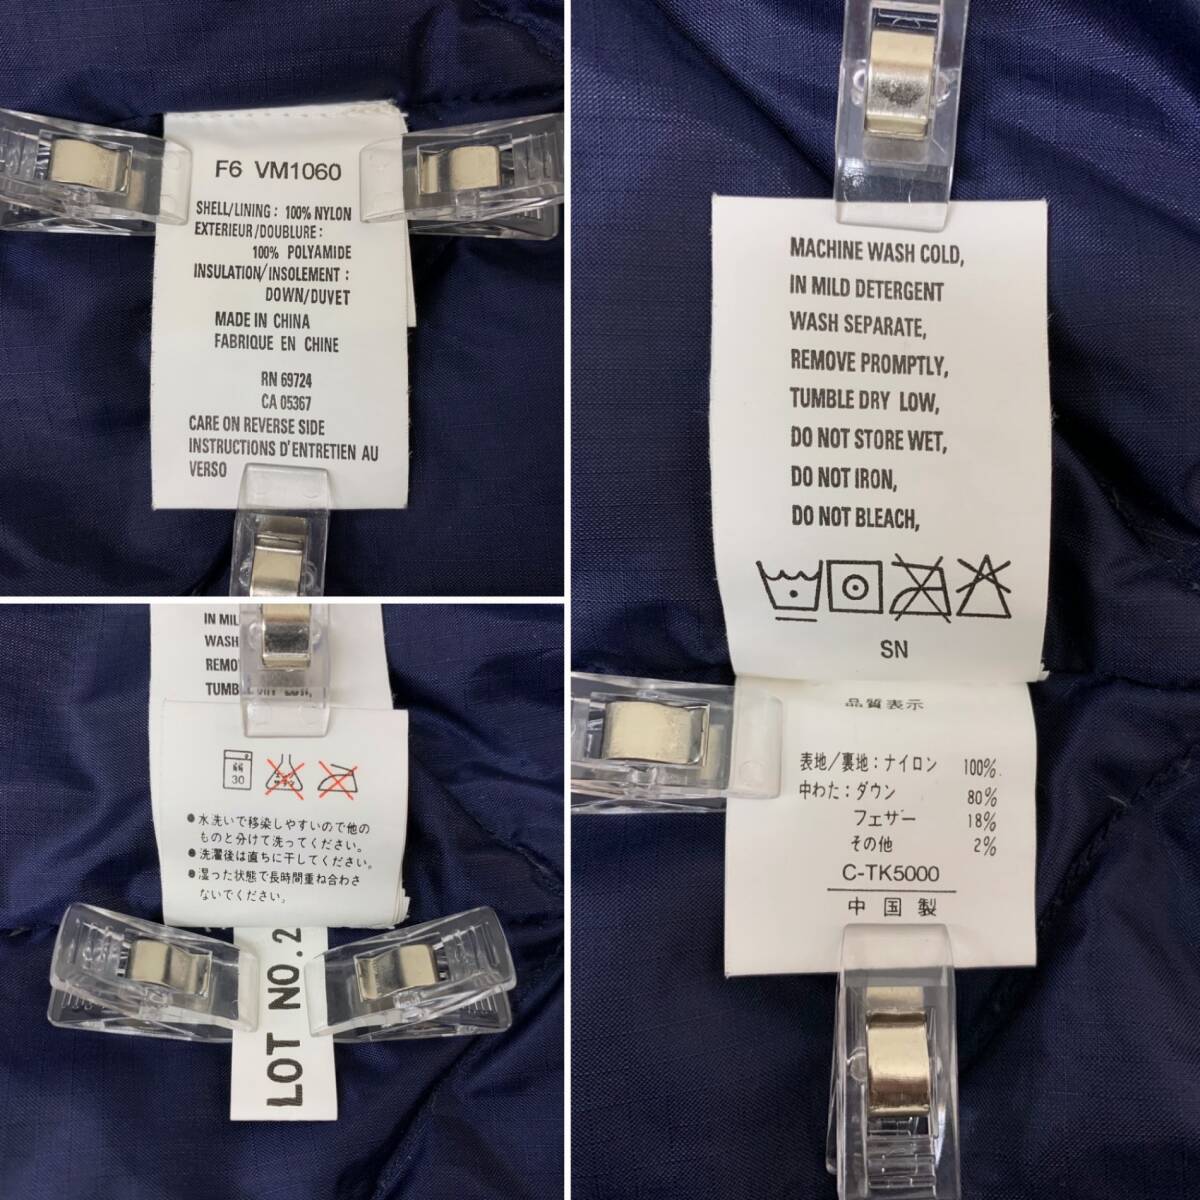 F6 VM1060
SHELL/LINING: 100% NYLON
EXTERIEUR/DOUBLURE:
100% POLYAMIDE
INSULATION/INSOLEMENT:
DOWN/DUVET
MADE IN CHINA
FABRIQUE EN CHINE
RN 69724
CA 05367
CARE ON REVERSE SIDE
INSTRUCTIONS D'ENTRETIEN AU
VERSO
MACHINE WASH COLD,
IN MILD DETERGENT
WASH SEPARATE,
REMOVE PROMPTLY,
TUMBLE DRY LOW,
DO NOT STORE WET,
DO NOT IRON,
DO NOT BLEACH,
SN
品質表示
表地/裏地:ナイロン 100%
中わた:ダウン 80%
フェザー 18%
その他 2%
C-TK5000
中国製
IN MIL
WASH
REMO
TUMBLE DRY LOW,
30
●水洗いで移染しやすいので他の
ものと分けて洗ってください。
●洗濯後は直ちに干してください。
●湿った状態で長時間重ね合わさ
ないでください。
LOT NO.2